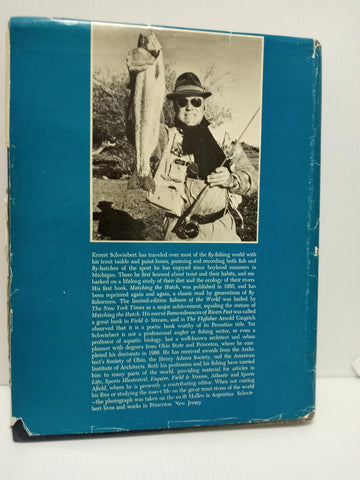 Ernest Schwiebert has traveled over most of the fly-fishing world with
his trout tackle and paint-boxes, pursuing and recording both fish and
fly-hatches of the sport he has enjoyed since boyhood summers in
Michigan. There he first learned about trout and their habits, and em-
barked on a lifelong study of their diet and the ecology of their rivers
His first book, Matching the Hatch, was published in 1955, and has
been reprinted again and again, a classic read by generations of fly-
fishermen. The limited-edition Salmon of the World was hailed by
The New York Times as a major achievement, equaling the stature of
Matching the Hatch. His recent Remembrances of Rivers Past was called
a great book in Field & Stream, and in The Flyfisher Arnold Gingrich
observed that it is a poetic book worthy of its Proustian title. Yet
Schwiebert is not a professional angler or fishing writer, or even a
professor of aquatic biology, but a well-known architect and urban
planner with degrees from Ohio State and Princeton, where he com-
pleted his doctorate in 1966. He has received awards from the Archi-
tect's Society of Ohio, the Henry Adams Society, and the American
Institute of Architects. Both his profession and his fishing have carried
him to many parts of the world, providing material for articles in
Life, Sports Illustrated, Esquire, Field & Stream, Atlantic and Sports
Afield, where he is presently a contributing editor. When not casting
his flies or studying the insect life on the great trout rivers of the world
—the photograph was taken on the Malleo in Argentina Schwie-
bert lives and works in Princeton New Jersey